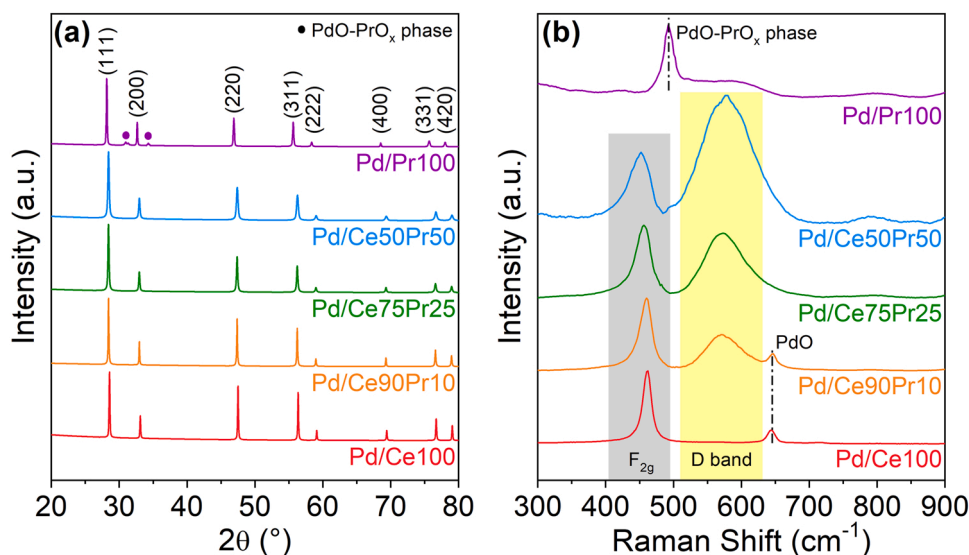 (a)
● PdO-PrOₓ phase
(111)
(200)
(220)
(311)
(222)
(400)
(331)
(420)
Pd/Pr100
Pd/Ce50Pr50
Pd/Ce75Pr25
Pd/Ce90Pr10
Pd/Ce100
Intensity (a.u.)
20 30 40 50 60 70 80
2θ (°)
(b)
PdO-PrOₓ phase
Pd/Pr100
Pd/Ce50Pr50
Pd/Ce75Pr25
PdO
Pd/Ce90Pr10
F₂g D band
Pd/Ce100
Intensity (a.u.)
300 400 500 600 700 800 900
Raman Shift (cm⁻¹)